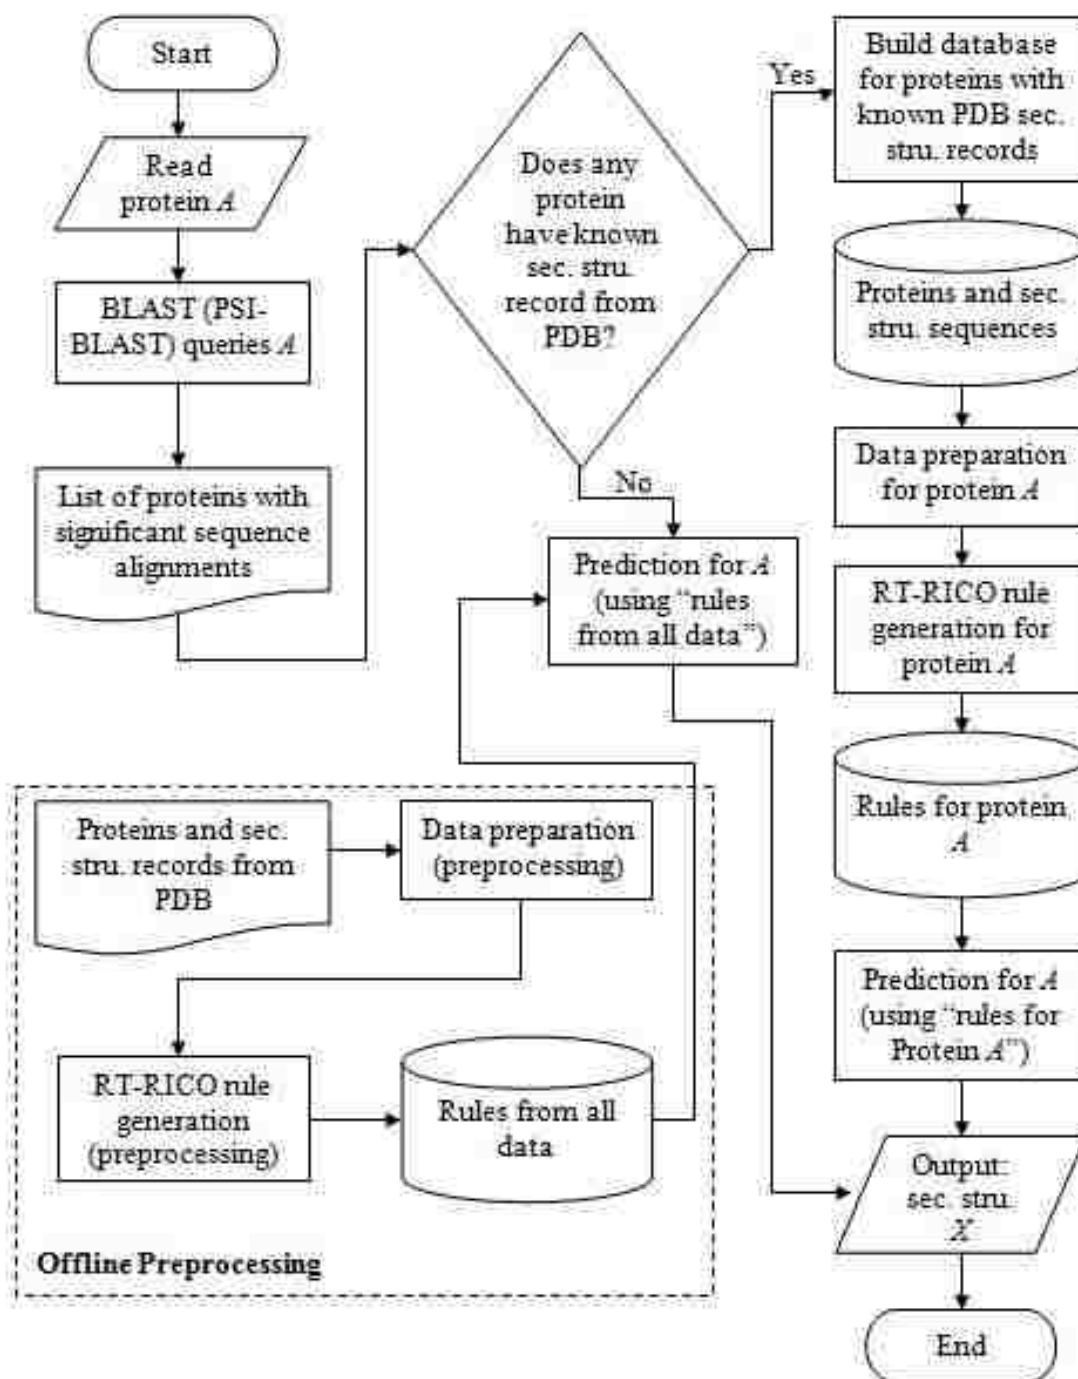 Start
Read
protein A
BLAST (PSI-
BLAST) queries A
List of proteins with
significant sequence
alignments
Does any
protein
have known
sec. stru.
record from
PDB?
Yes
No
Prediction for A
(using “rules
from all data”)
Build database
for proteins with
known PDB sec.
stru. records
Proteins and sec.
stru. sequences
Data preparation
for protein A
RT-RICO rule
generation for
protein A
Rules for protein
A
Prediction for A
(using “rules for
Protein A”)
Output:
sec. stru.
X
End
Proteins and sec.
stru. records from
PDB
Data preparation
(preprocessing)
RT-RICO rule
generation
(preprocessing)
Rules from all
data
Offline Preprocessing